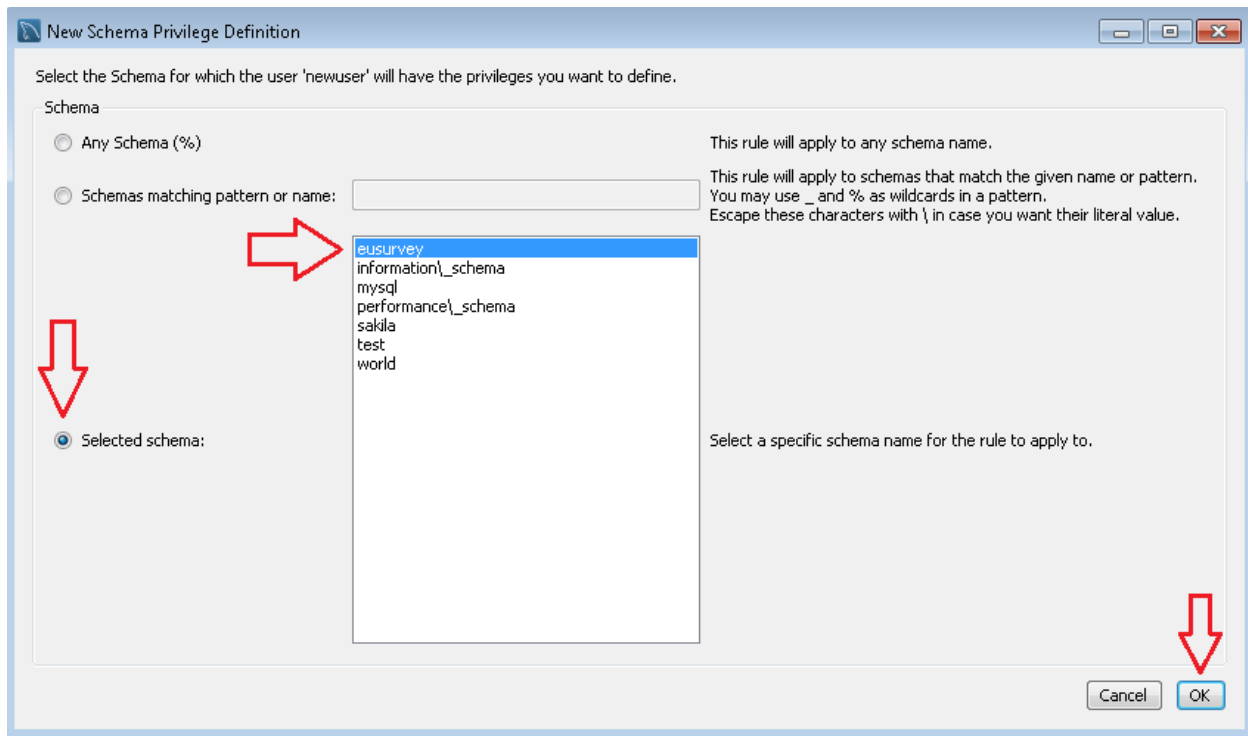 New Schema Privilege Definition
Select the Schema for which the user 'newuser' will have the privileges you want to define.
Schema
Any Schema (%)
This rule will apply to any schema name.
Schemas matching pattern or name:
This rule will apply to schemas that match the given name or pattern.
You may use _ and % as wildcards in a pattern.
Escape these characters with \ in case you want their literal value.
eusurvey
information\_schema
mysql
performance\_schema
sakila
test
world
Selected schema:
Select a specific schema name for the rule to apply to.
Cancel
OK